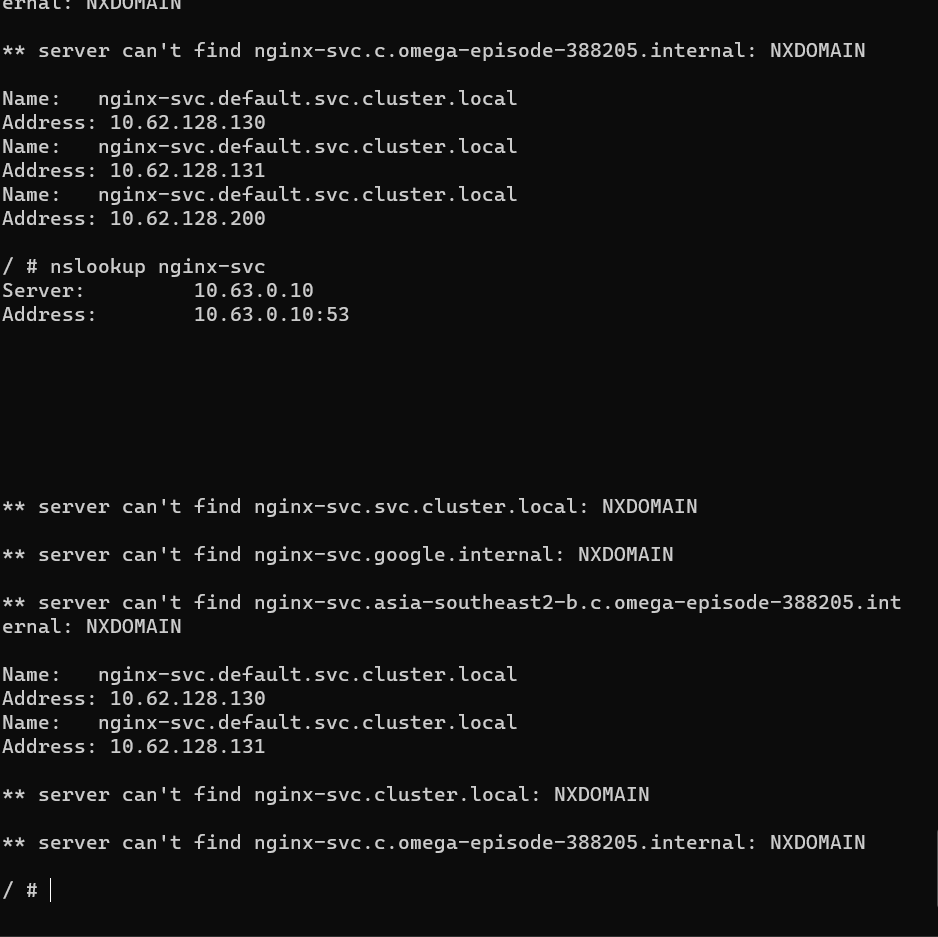 ernal: NXDOMAIN
** server can't find nginx-svc.c.omega-episode-388205.internal: NXDOMAIN
Name:   nginx-svc.default.svc.cluster.local
Address: 10.62.128.130
Name:   nginx-svc.default.svc.cluster.local
Address: 10.62.128.131
Name:   nginx-svc.default.svc.cluster.local
Address: 10.62.128.200
/ # nslookup nginx-svc
Server:         10.63.0.10
Address:        10.63.0.10:53
** server can't find nginx-svc.svc.cluster.local: NXDOMAIN
** server can't find nginx-svc.google.internal: NXDOMAIN
** server can't find nginx-svc.asia-southeast2-b.c.omega-episode-388205.int
ernal: NXDOMAIN
Name:   nginx-svc.default.svc.cluster.local
Address: 10.62.128.130
Name:   nginx-svc.default.svc.cluster.local
Address: 10.62.128.131
** server can't find nginx-svc.cluster.local: NXDOMAIN
** server can't find nginx-svc.c.omega-episode-388205.internal: NXDOMAIN
/ #